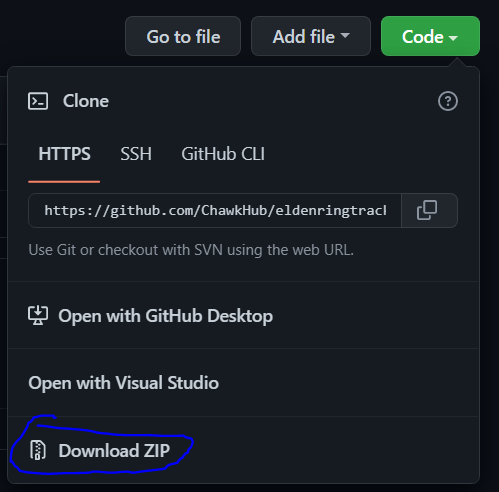 Go to file Add file Code
Clone
HTTPS SSH GitHub CLI
https://github.com/ChawkHub/eldenringtrack
Use Git or checkout with SVN using the web URL.
Open with GitHub Desktop
Open with Visual Studio
Download ZIP